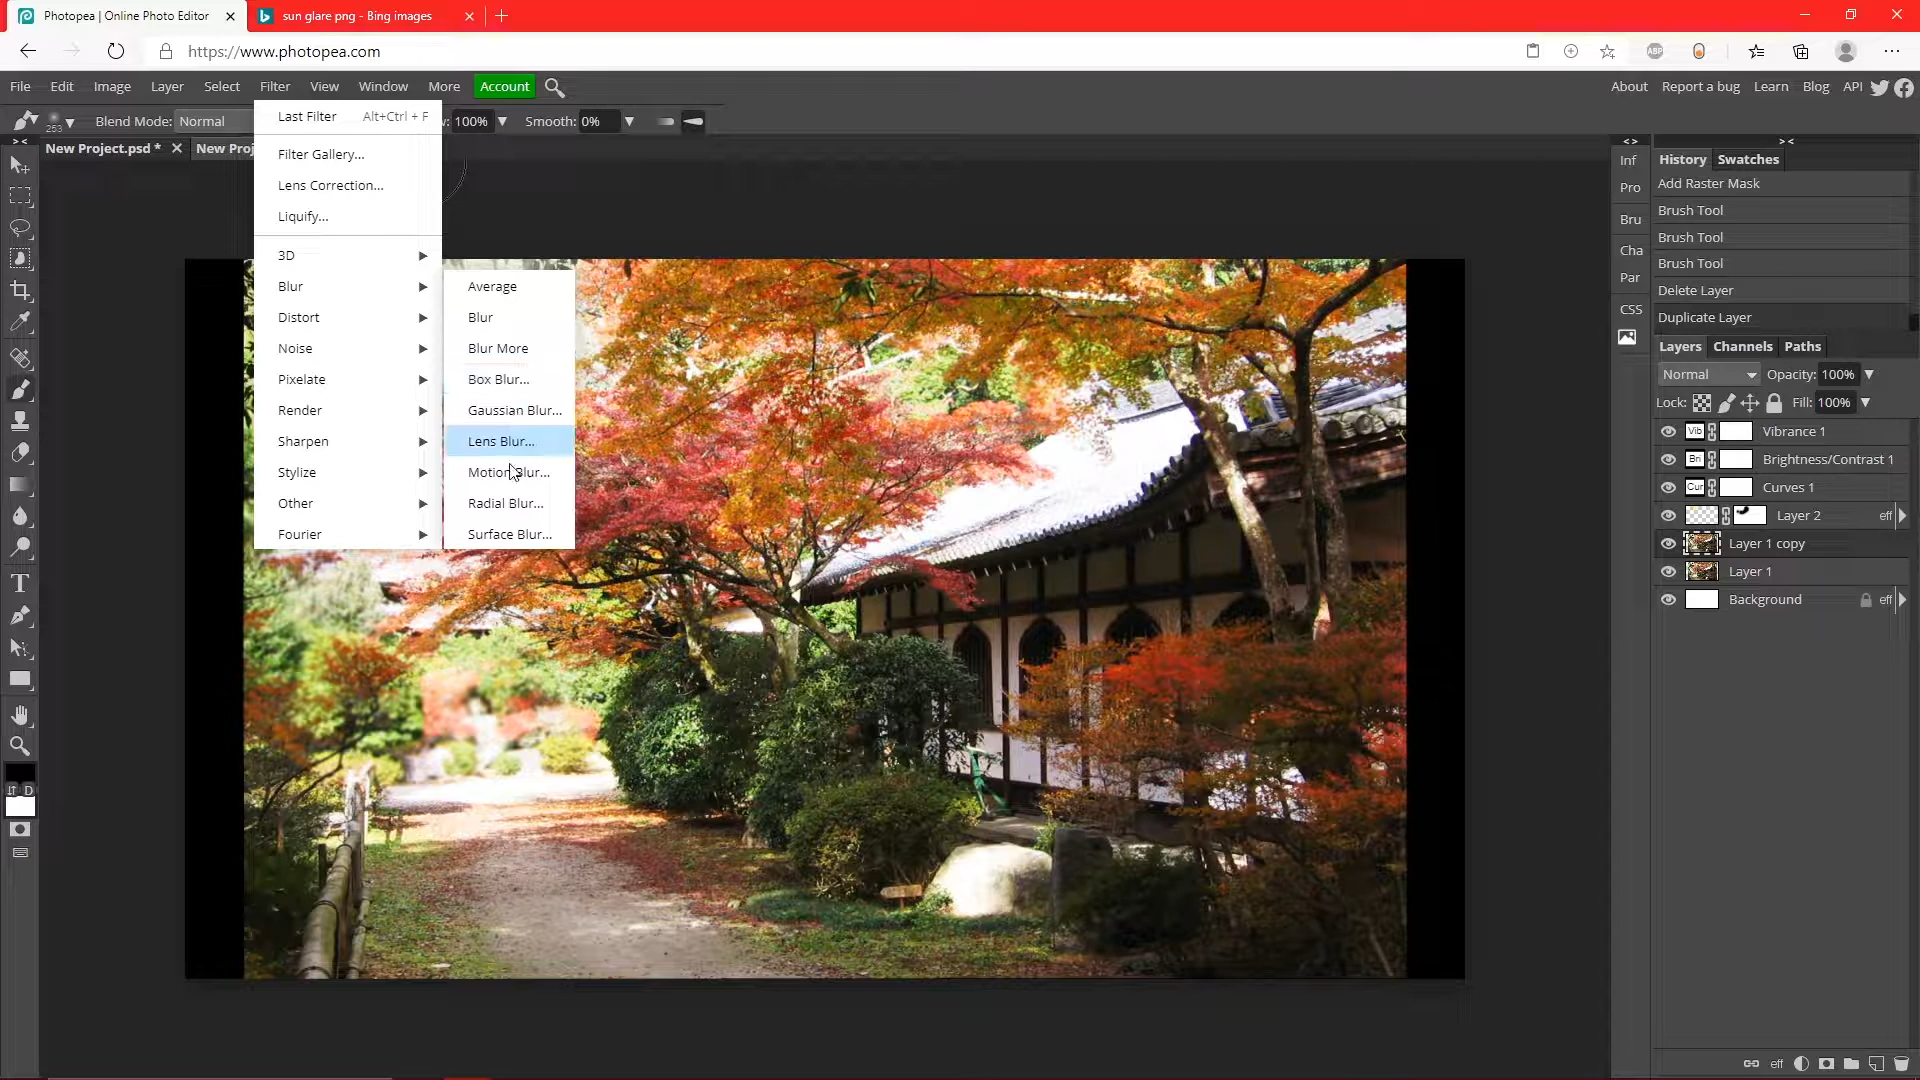 Photopea | Online Photo Editor
sun glare png - Bing images
https://www.photopea.com
ABP
File Edit Image Layer Select Filter View Window More Account
About Report a bug Learn Blog API
253 Blend Mode: Normal
100% Smooth: 0%
New Project.psd *
New Proj
Last Filter Alt+Ctrl + F
Filter Gallery...
Lens Correction...
Liquify...
3D
Blur
Distort
Noise
Pixelate
Render
Sharpen
Stylize
Other
Fourier
Average
Blur
Blur More
Box Blur...
Gaussian Blur...
Lens Blur...
Motion Blur...
Radial Blur...
Surface Blur...
D
T
Inf
Pro
Bru
Cha
Par
CSS
History Swatches
Add Raster Mask
Brush Tool
Brush Tool
Brush Tool
Delete Layer
Duplicate Layer
Layers Channels Paths
Normal Opacity: 100%
Lock: Fill: 100%
Vib Vibrance 1
Bri Brightness/Contrast 1
Cur Curves 1
Layer 2 eff
Layer 1 copy
Layer 1
Background eff
eff